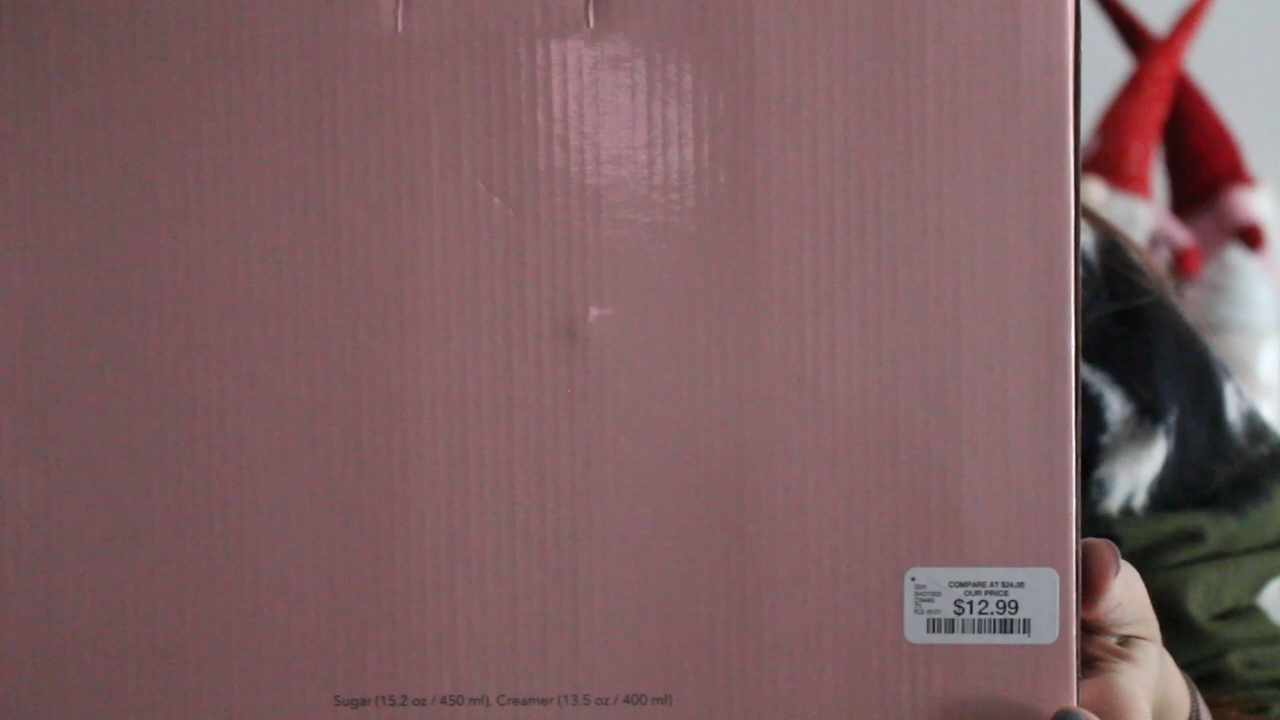 COMPARE AT $24.00
OUR PRICE
$12.99
Sugar (15.2 oz / 450 ml), Creamer (13.5 oz / 400 ml)